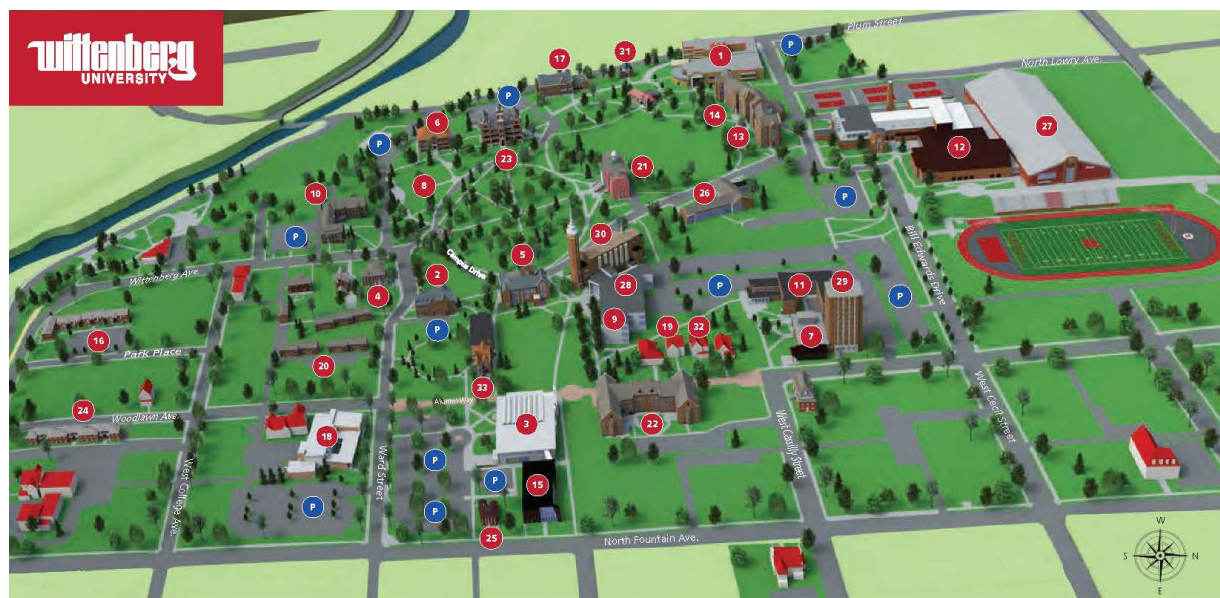 Wittenberg
UNIVERSITY
Plum Street
P
31
1
17
North Lowry Ave.
P
14
27
6
13
P
12
23
21
8
26
P
10
30
P
Bill Edwards Drive
5
Campus Drive
Wittenberg Ave.
2
28
P
11
29
P
4
9
P
16
19
32
7
Park Place
20
33
Alumni Way
24
Woodlawn Ave.
22
3
West Cecil Street
18
Ward Street
West College Ave.
P
P
15
P
P
25
North Fountain Ave.
W
S
N
E